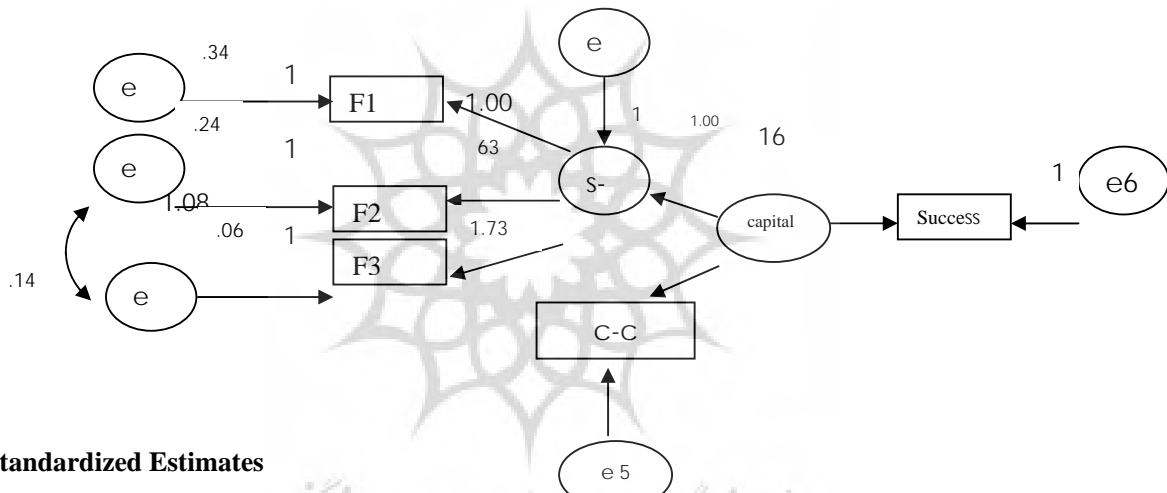 e
.34
e
1
F1
1.00
.24
63
1
1.00
16
e
1
S-
1
e6
1.08
F2
capital
Success
.06
1
1.73
F3
.14
e
C-C
tandardized Estimates
e 5